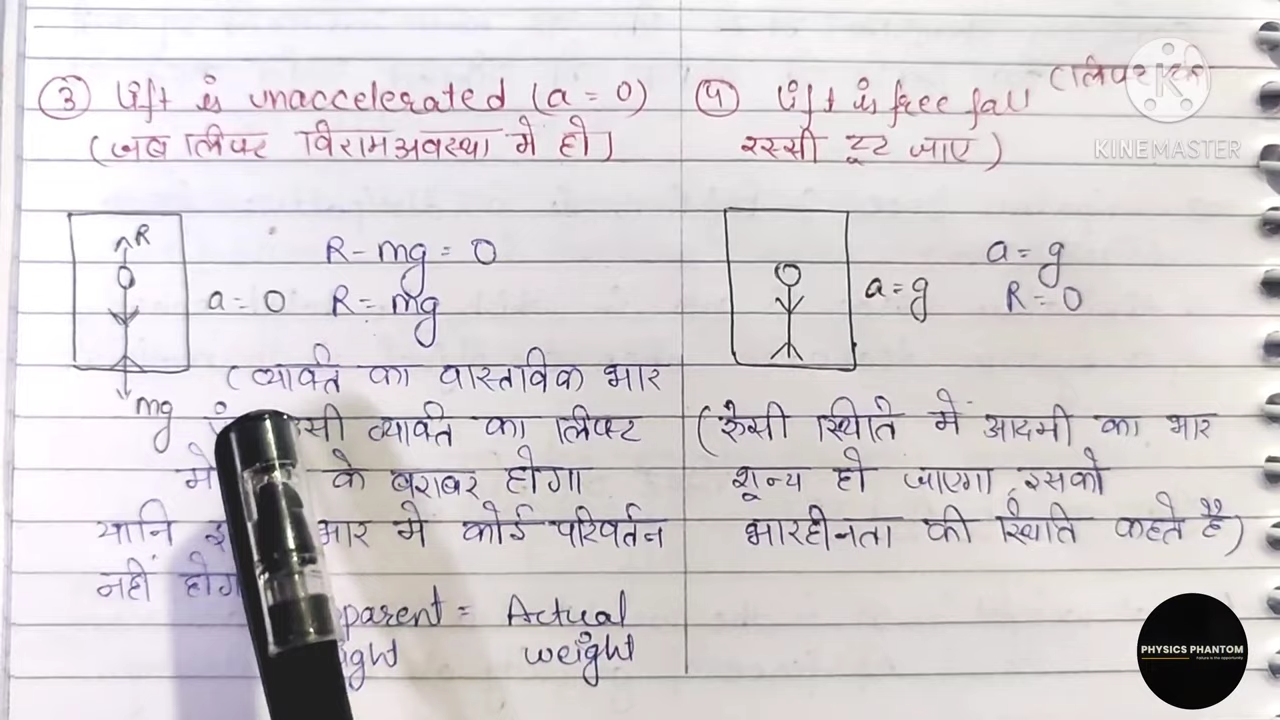 ③ Lift is unaccelerated (a = 0)
(जब लिफ्ट विराम अवस्था मे हो)
R
R - mg = 0
a = 0 R = mg
mg
(व्यक्ति का वास्तविक भार
व्यक्ति का लिफ्ट
मे के बराबर होगा
यानि भार मे कोई परिवर्तन
नहीं
= Actual
weight
④ Lift is free fall (लिफ्ट
रस्सी टूट जाए)
a = g
a = g
R = 0
(ऐसी स्थिति में आदमी का भार
शून्य हो जाएगा इसको
भारहीनता की स्थिति कहते है)
KINEMASTER
PHYSICS PHANTOM